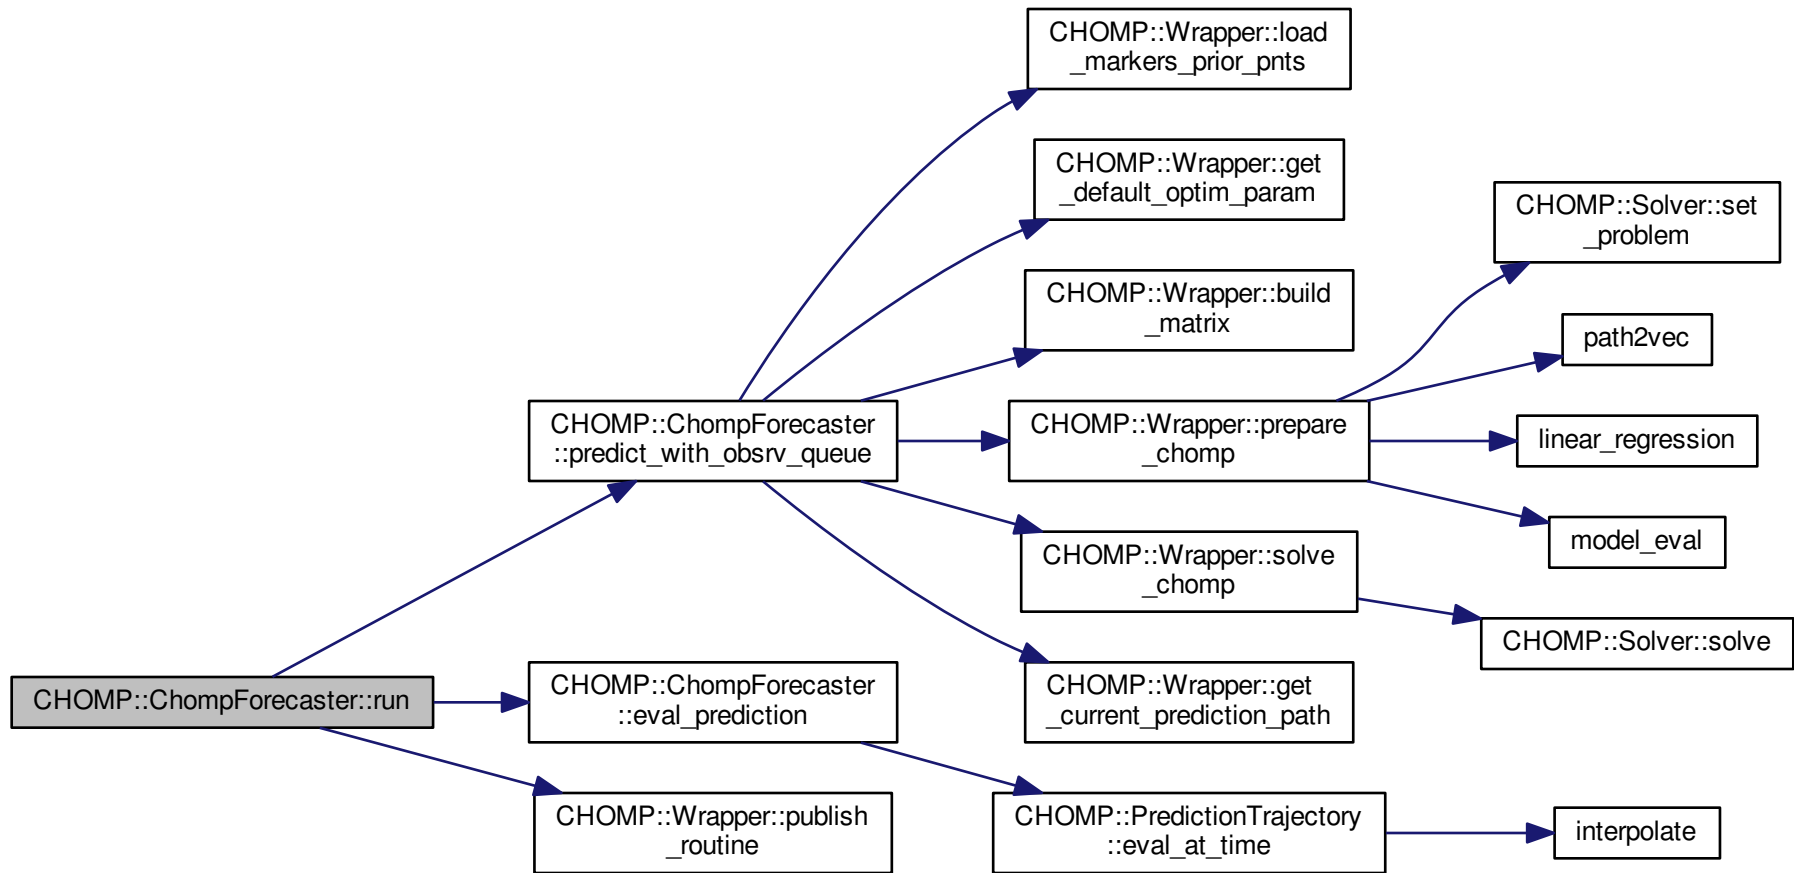 CHOMP::Wrapper::load
_markers_prior_pnts
CHOMP::Wrapper::get
_default_optim_param
CHOMP::Solver::set
_problem
CHOMP::Wrapper::build
_matrix
path2vec
CHOMP::ChompForecaster
::predict_with_obsrv_queue
CHOMP::Wrapper::prepare
_chomp
linear_regression
model_eval
CHOMP::Wrapper::solve
_chomp
CHOMP::Solver::solve
CHOMP::ChompForecaster::run
CHOMP::ChompForecaster
::eval_prediction
CHOMP::Wrapper::get
_current_prediction_path
CHOMP::Wrapper::publish
_routine
CHOMP::PredictionTrajectory
::eval_at_time
interpolate